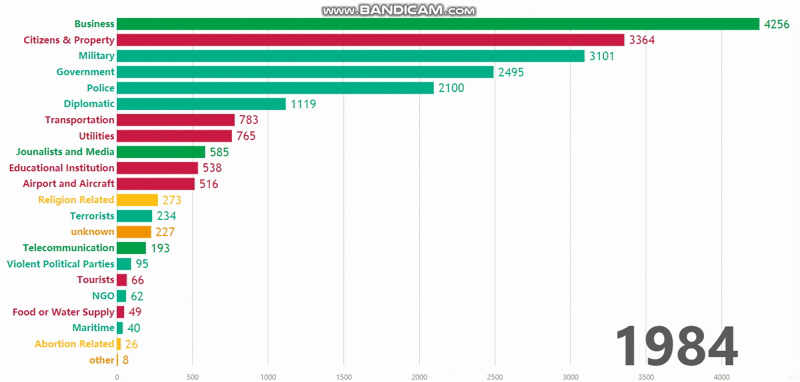 www.BANDICAM.com
Business 4256
Citizens & Property 3364
Military 3101
Government 2495
Police 2100
Diplomatic 1119
Transportation 783
Utilities 765
Jounalists and Media 585
Educational Institution 538
Airport and Aircraft 516
Religion Related 273
Terrorists 234
unknown 227
Telecommunication 193
Violent Political Parties 95
Tourists 66
NGO 62
Food or Water Supply 49
Maritime 40
Abortion Related 26
other 8
1984
0 500 1000 1500 2000 2500 3000 3500 4000